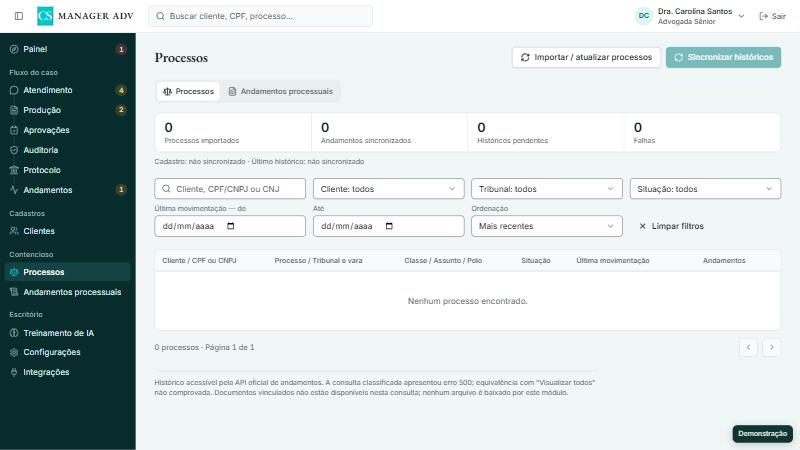 CS MANAGER ADV
Buscar cliente, CPF, processo...
DC
Dra. Carolina Santos
Advogada Sênior
Sair
Painel 1
Fluxo do caso
Atendimento 4
Produção 2
Aprovações
Auditoria
Protocolo
Andamentos 1
Cadastros
Clientes
Contencioso
Processos
Andamentos processuais
Escritório
Treinamento de IA
Configurações
Integrações
Processos
Importar / atualizar processos
Sincronizar históricos
Processos
Andamentos processuais
0
Processos importados
0
Andamentos sincronizados
0
Históricos pendentes
0
Falhas
Cadastro: não sincronizado · Último histórico: não sincronizado
Cliente, CPF/CNPJ ou CNJ
Cliente: todos
Tribunal: todos
Situação: todos
Última movimentação — de
Até
Ordenação
dd/mm/aaaa
dd/mm/aaaa
Mais recentes
Limpar filtros
Cliente / CPF ou CNPJ
Processo / Tribunal e vara
Classe / Assunto / Polo
Situação
Última movimentação
Andamentos
Nenhum processo encontrado.
0 processos · Página 1 de 1
Histórico acessível pela API oficial de andamentos. A consulta classificada apresentou erro 500; equivalência com “Visualizar todos”
não comprovada. Documentos vinculados não estão disponíveis nesta consulta; nenhum arquivo é baixado por este módulo.
Demonstração